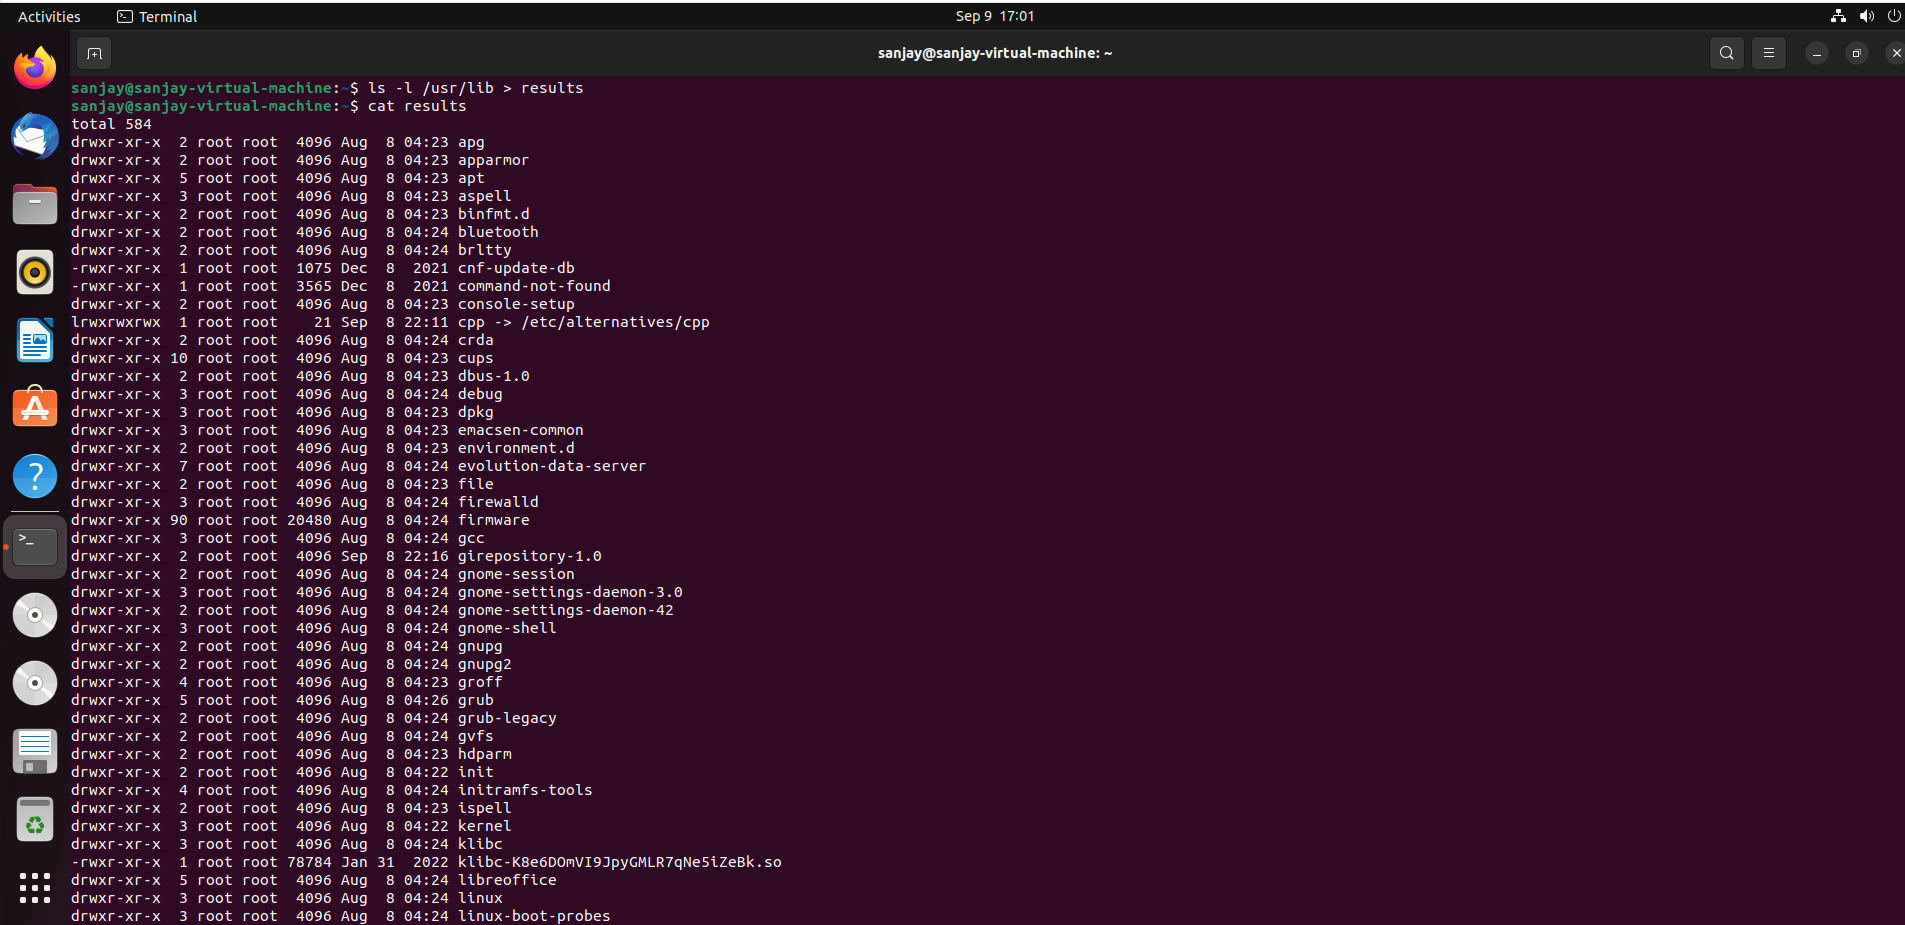 Activities Terminal Sep 9 17:01
sanjay@sanjay-virtual-machine: ~
sanjay@sanjay-virtual-machine:~$ ls -l /usr/lib > results
sanjay@sanjay-virtual-machine:~$ cat results
total 584
drwxr-xr-x  2 root root  4096 Aug  8 04:23 apg
drwxr-xr-x  2 root root  4096 Aug  8 04:23 apparmor
drwxr-xr-x  5 root root  4096 Aug  8 04:23 apt
drwxr-xr-x  3 root root  4096 Aug  8 04:23 aspell
drwxr-xr-x  2 root root  4096 Aug  8 04:23 binfmt.d
drwxr-xr-x  2 root root  4096 Aug  8 04:24 bluetooth
drwxr-xr-x  2 root root  4096 Aug  8 04:24 brltty
-rwxr-xr-x  1 root root  1075 Dec  8  2021 cnf-update-db
-rwxr-xr-x  1 root root  3565 Dec  8  2021 command-not-found
drwxr-xr-x  2 root root  4096 Aug  8 04:23 console-setup
lrwxrwxrwx  1 root root    21 Sep  8 22:11 cpp -> /etc/alternatives/cpp
drwxr-xr-x  2 root root  4096 Aug  8 04:24 crda
drwxr-xr-x 10 root root  4096 Aug  8 04:23 cups
drwxr-xr-x  2 root root  4096 Aug  8 04:23 dbus-1.0
drwxr-xr-x  3 root root  4096 Aug  8 04:24 debug
drwxr-xr-x  3 root root  4096 Aug  8 04:23 dpkg
drwxr-xr-x  3 root root  4096 Aug  8 04:23 emacsen-common
drwxr-xr-x  2 root root  4096 Aug  8 04:23 environment.d
drwxr-xr-x  7 root root  4096 Aug  8 04:24 evolution-data-server
drwxr-xr-x  2 root root  4096 Aug  8 04:23 file
drwxr-xr-x  3 root root  4096 Aug  8 04:24 firewalld
drwxr-xr-x 90 root root 20480 Aug  8 04:24 firmware
drwxr-xr-x  3 root root  4096 Aug  8 04:24 gcc
drwxr-xr-x  2 root root  4096 Sep  8 22:16 girepository-1.0
drwxr-xr-x  2 root root  4096 Aug  8 04:24 gnome-session
drwxr-xr-x  3 root root  4096 Aug  8 04:24 gnome-settings-daemon-3.0
drwxr-xr-x  2 root root  4096 Aug  8 04:24 gnome-settings-daemon-42
drwxr-xr-x  3 root root  4096 Aug  8 04:24 gnome-shell
drwxr-xr-x  2 root root  4096 Aug  8 04:24 gnupg
drwxr-xr-x  2 root root  4096 Aug  8 04:24 gnupg2
drwxr-xr-x  4 root root  4096 Aug  8 04:23 groff
drwxr-xr-x  5 root root  4096 Aug  8 04:26 grub
drwxr-xr-x  2 root root  4096 Aug  8 04:24 grub-legacy
drwxr-xr-x  2 root root  4096 Aug  8 04:24 gvfs
drwxr-xr-x  2 root root  4096 Aug  8 04:23 hdparm
drwxr-xr-x  2 root root  4096 Aug  8 04:22 init
drwxr-xr-x  4 root root  4096 Aug  8 04:24 initramfs-tools
drwxr-xr-x  2 root root  4096 Aug  8 04:23 ispell
drwxr-xr-x  3 root root  4096 Aug  8 04:22 kernel
drwxr-xr-x  3 root root  4096 Aug  8 04:24 klibc
-rwxr-xr-x  1 root root 78784 Jan 31  2022 klibc-K8e6DOmVI9JpyGMLR7qNe5iZeBk.so
drwxr-xr-x  5 root root  4096 Aug  8 04:24 libreoffice
drwxr-xr-x  3 root root  4096 Aug  8 04:24 linux
drwxr-xr-x  3 root root  4096 Aug  8 04:24 linux-boot-probes